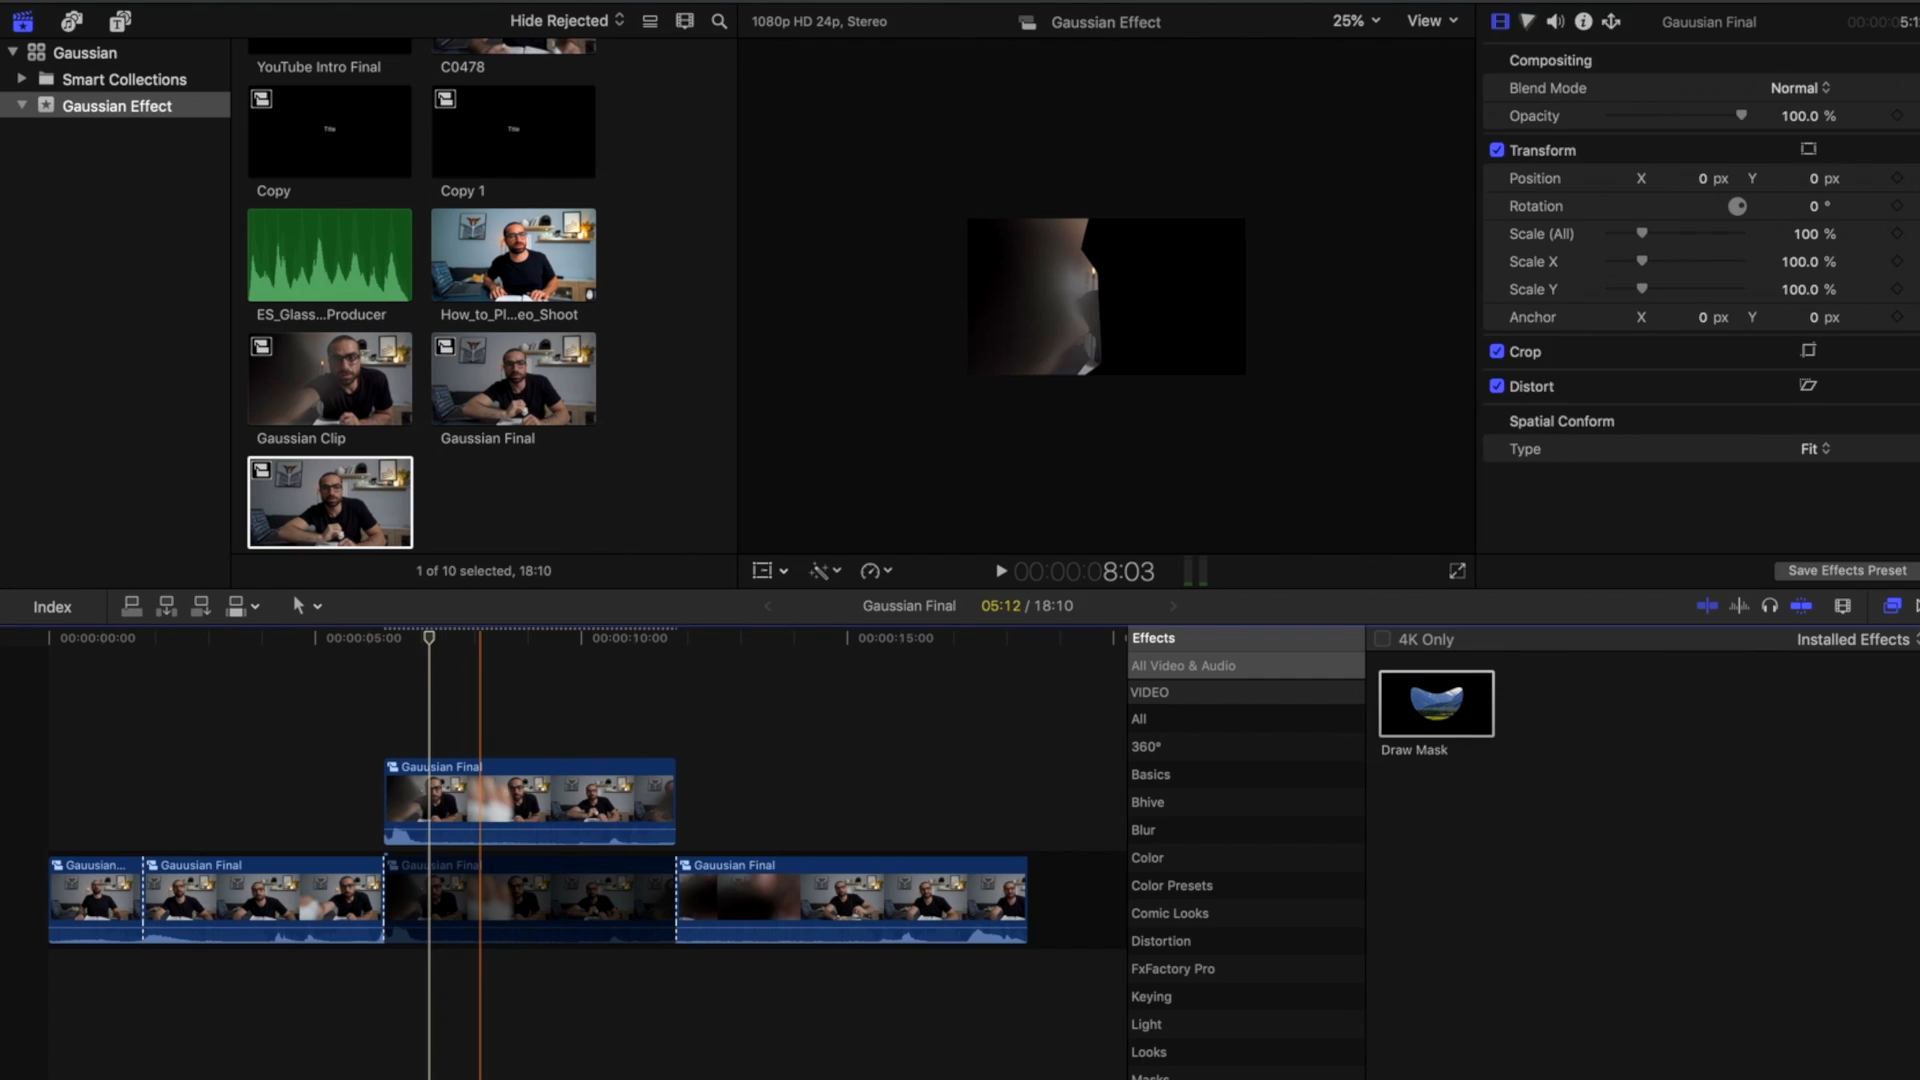 Hide Rejected
1080p HD 24p, Stereo
Gaussian Effect
25%
View
Gauusian Final
Gaussian
Smart Collections
Gaussian Effect
YouTube Intro Final
C0478
Title
Title
Copy
Copy 1
ES_Glass...Producer
How_to_Pl...eo_Shoot
Gaussian Clip
Gaussian Final
1 of 10 selected, 18:10
00:00:08:03
Compositing
Blend Mode
Normal
Opacity
100.0 %
Transform
Position
X
0 px
Y
0 px
Rotation
0 °
Scale (All)
100 %
Scale X
100.0 %
Scale Y
100.0 %
Anchor
X
0 px
Y
0 px
Crop
Distort
Spatial Conform
Type
Fit
Save Effects Preset
Index
Gaussian Final
05:12 / 18:10
00:00:00:00
00:00:05:00
00:00:10:00
00:00:15:00
Gauusian Final
Gauusian...
Gauusian Final
Gauusian Final
Gauusian Final
Effects
All Video & Audio
VIDEO
All
360°
Basics
Bhive
Blur
Color
Color Presets
Comic Looks
Distortion
FxFactory Pro
Keying
Light
Looks
4K Only
Installed Effects
Draw Mask